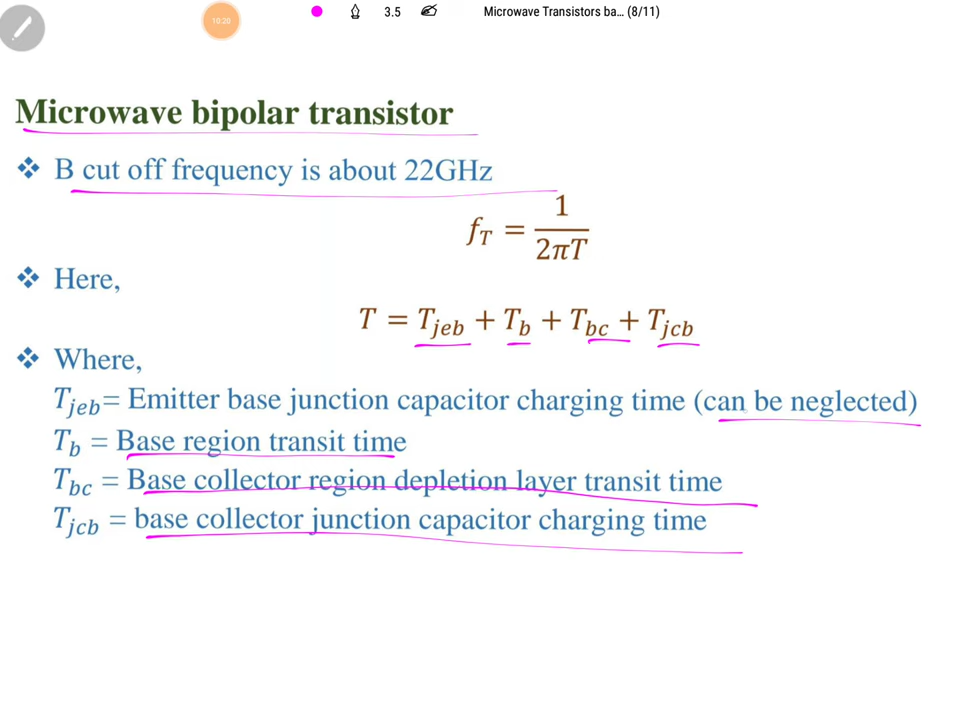 10:20
3.5
Microwave Transistors ba… (8/11)
Microwave bipolar transistor
❖ B cut off frequency is about 22GHz
f_T = 1/2πT
❖ Here,
T = T_jeb + T_b + T_bc + T_jcb
❖ Where,
T_jeb= Emitter base junction capacitor charging time (can be neglected)
T_b = Base region transit time
T_bc = Base collector region depletion layer transit time
T_jcb = base collector junction capacitor charging time